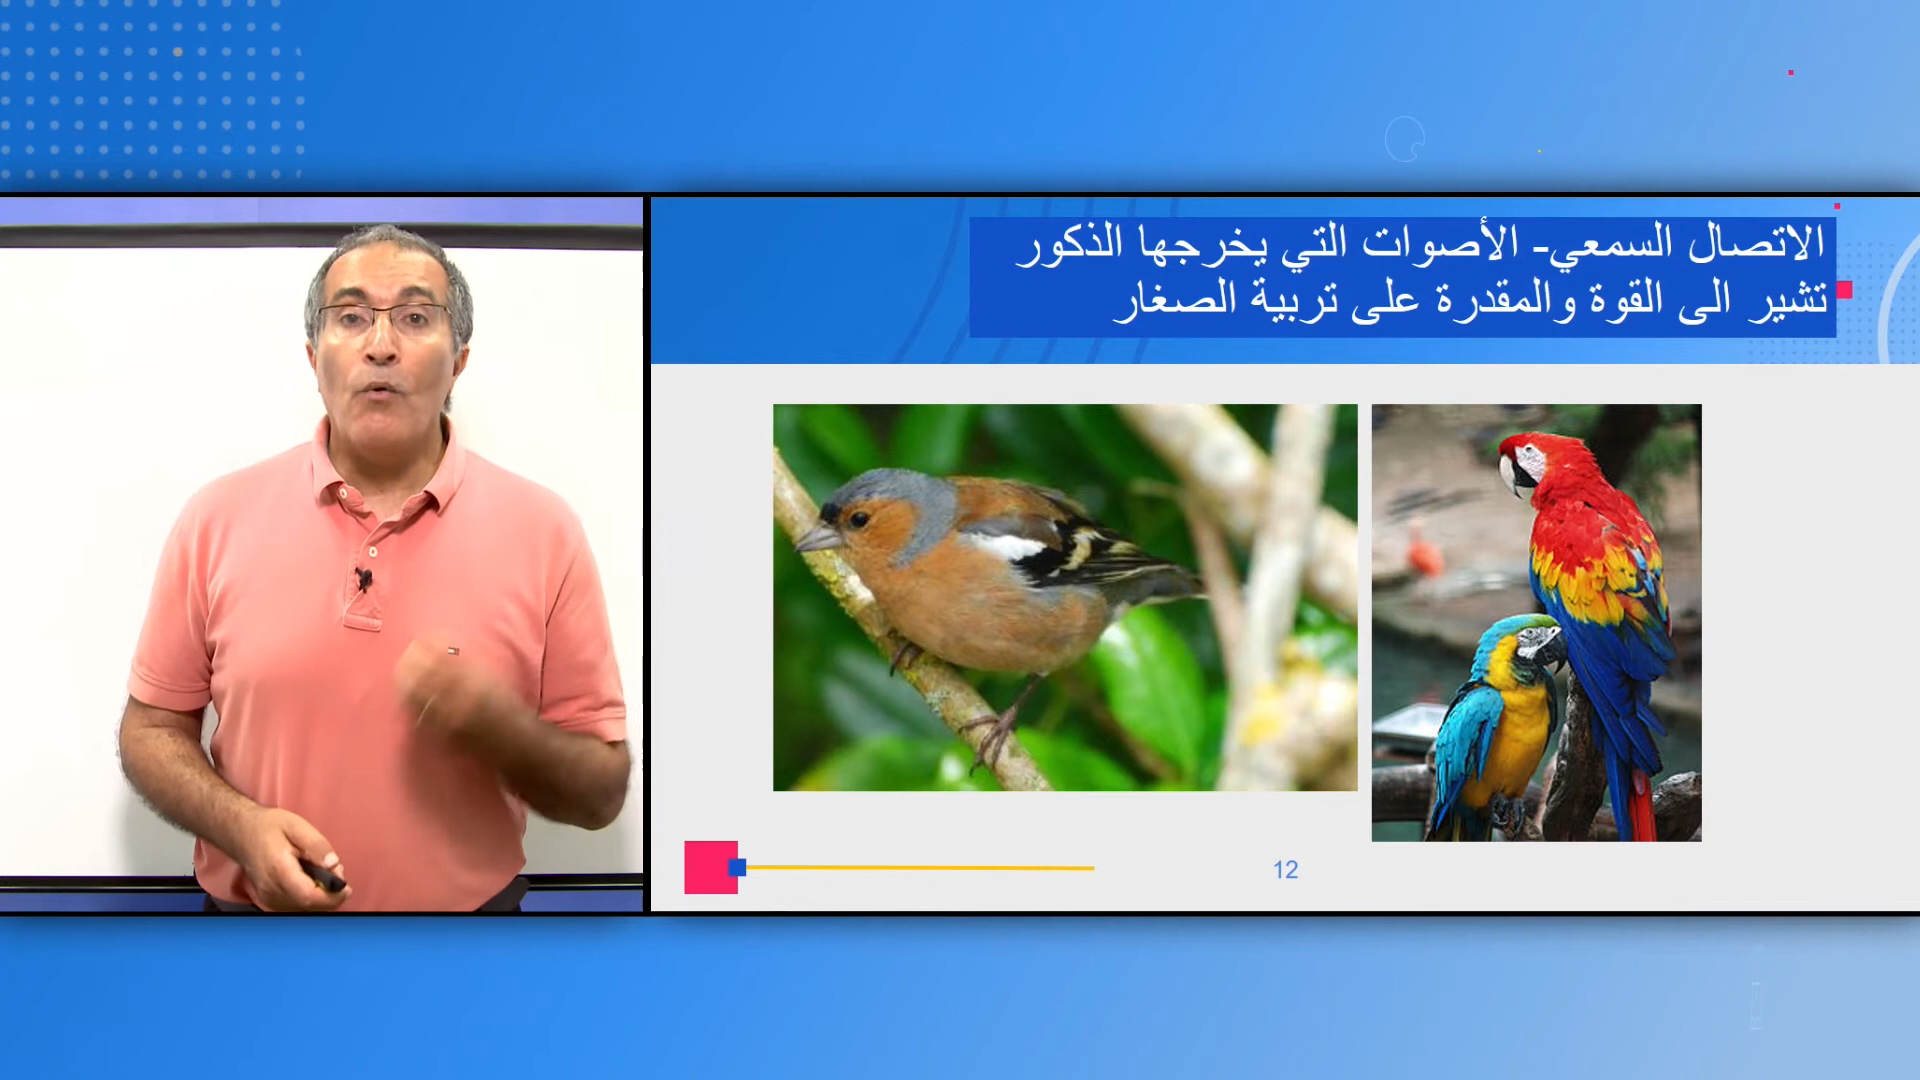 الاتصال السمعي- الأصوات التي يخرجها الذكور
تشير الى القوة والمقدرة على تربية الصغار
12